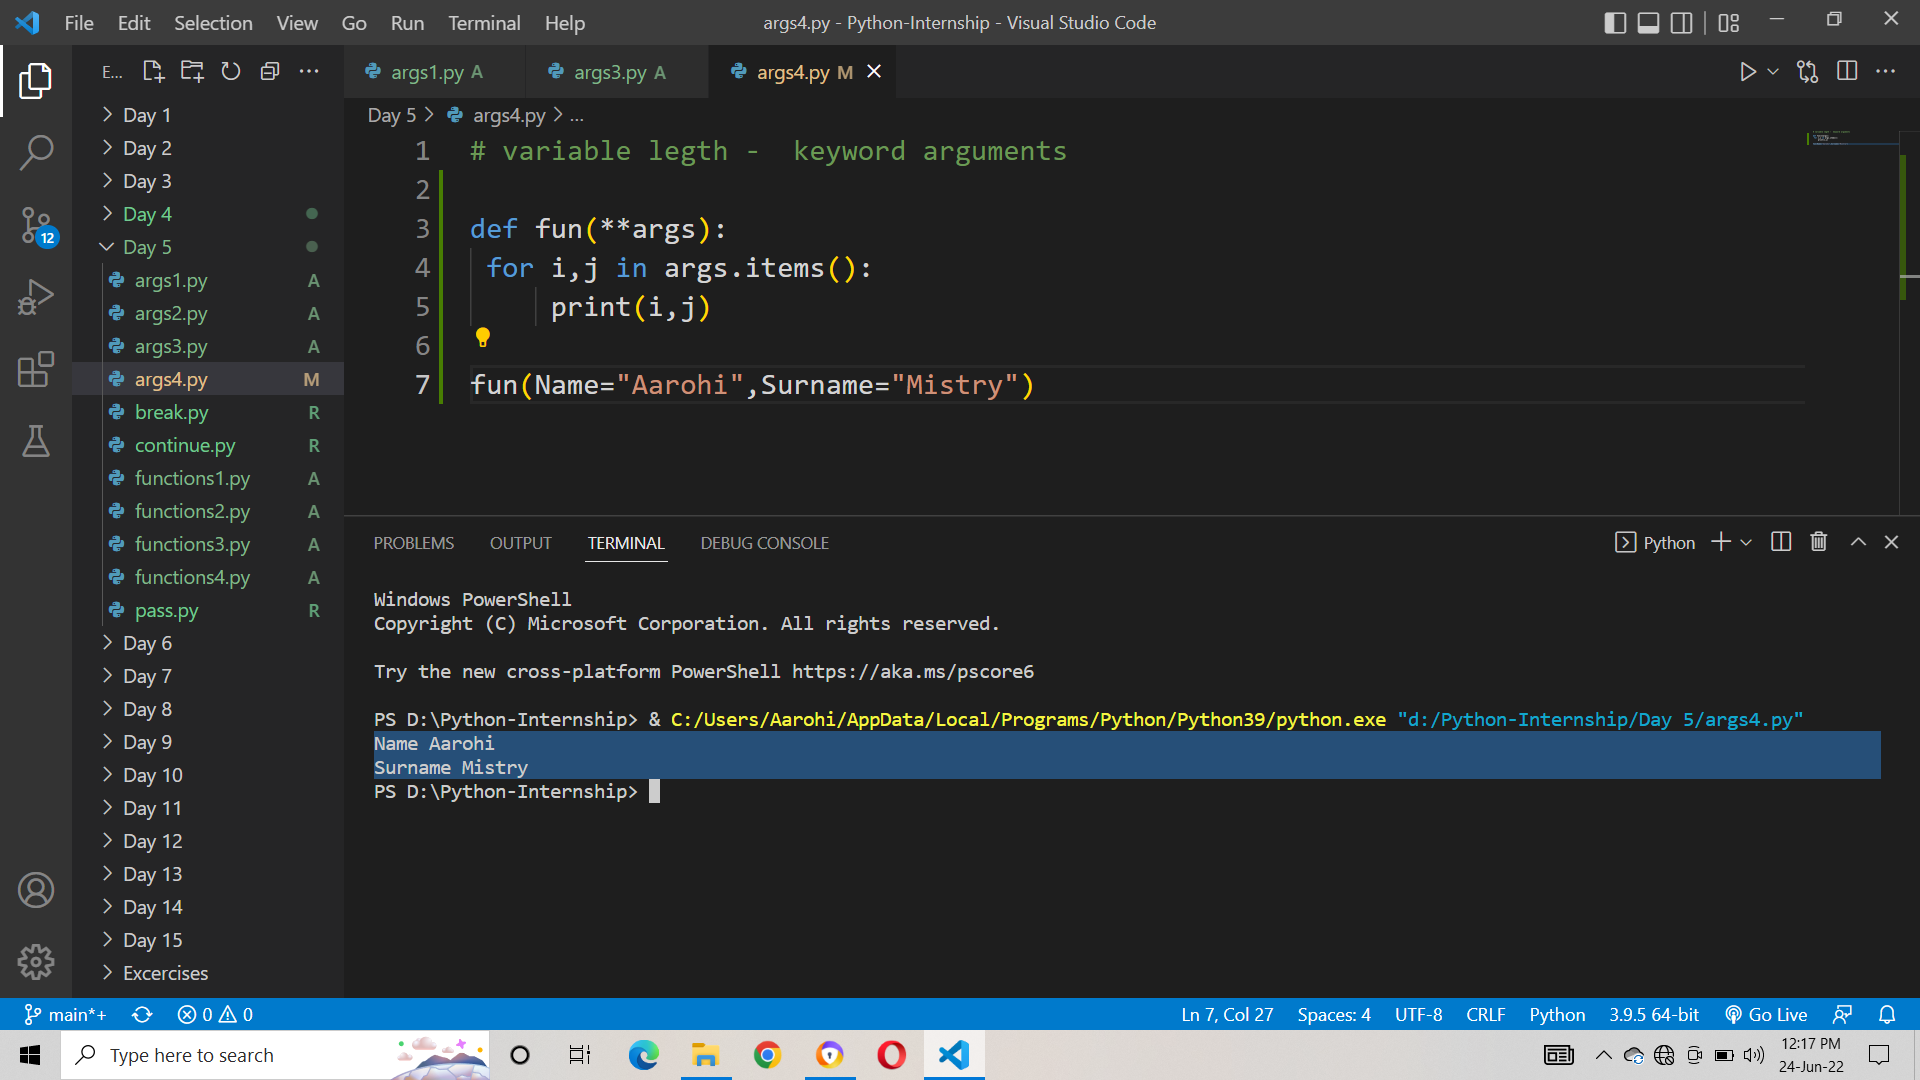 File Edit Selection View Go Run Terminal Help
args4.py - Python-Internship - Visual Studio Code
E...
args1.py A
args3.py A
args4.py M
Day 5 > args4.py > ...
12
Day 1
Day 2
Day 3
Day 4
Day 5
args1.py A
args2.py A
args3.py A
args4.py M
break.py R
continue.py R
functions1.py A
functions2.py A
functions3.py A
functions4.py A
pass.py R
Day 6
Day 7
Day 8
Day 9
Day 10
Day 11
Day 12
Day 13
Day 14
Day 15
Excercises
1 # variable legth -  keyword arguments
2
3 def fun(**args):
4  for i,j in args.items():
5      print(i,j)
6
7 fun(Name="Aarohi",Surname="Mistry")
PROBLEMS OUTPUT TERMINAL DEBUG CONSOLE
Python
Windows PowerShell
Copyright (C) Microsoft Corporation. All rights reserved.
Try the new cross-platform PowerShell https://aka.ms/pscore6
PS D:\Python-Internship> & C:/Users/Aarohi/AppData/Local/Programs/Python/Python39/python.exe "d:/Python-Internship/Day 5/args4.py"
Name Aarohi
Surname Mistry
PS D:\Python-Internship>
main*+ 0 0
Ln 7, Col 27 Spaces: 4 UTF-8 CRLF Python 3.9.5 64-bit Go Live
Type here to search
12:17 PM
24-Jun-22